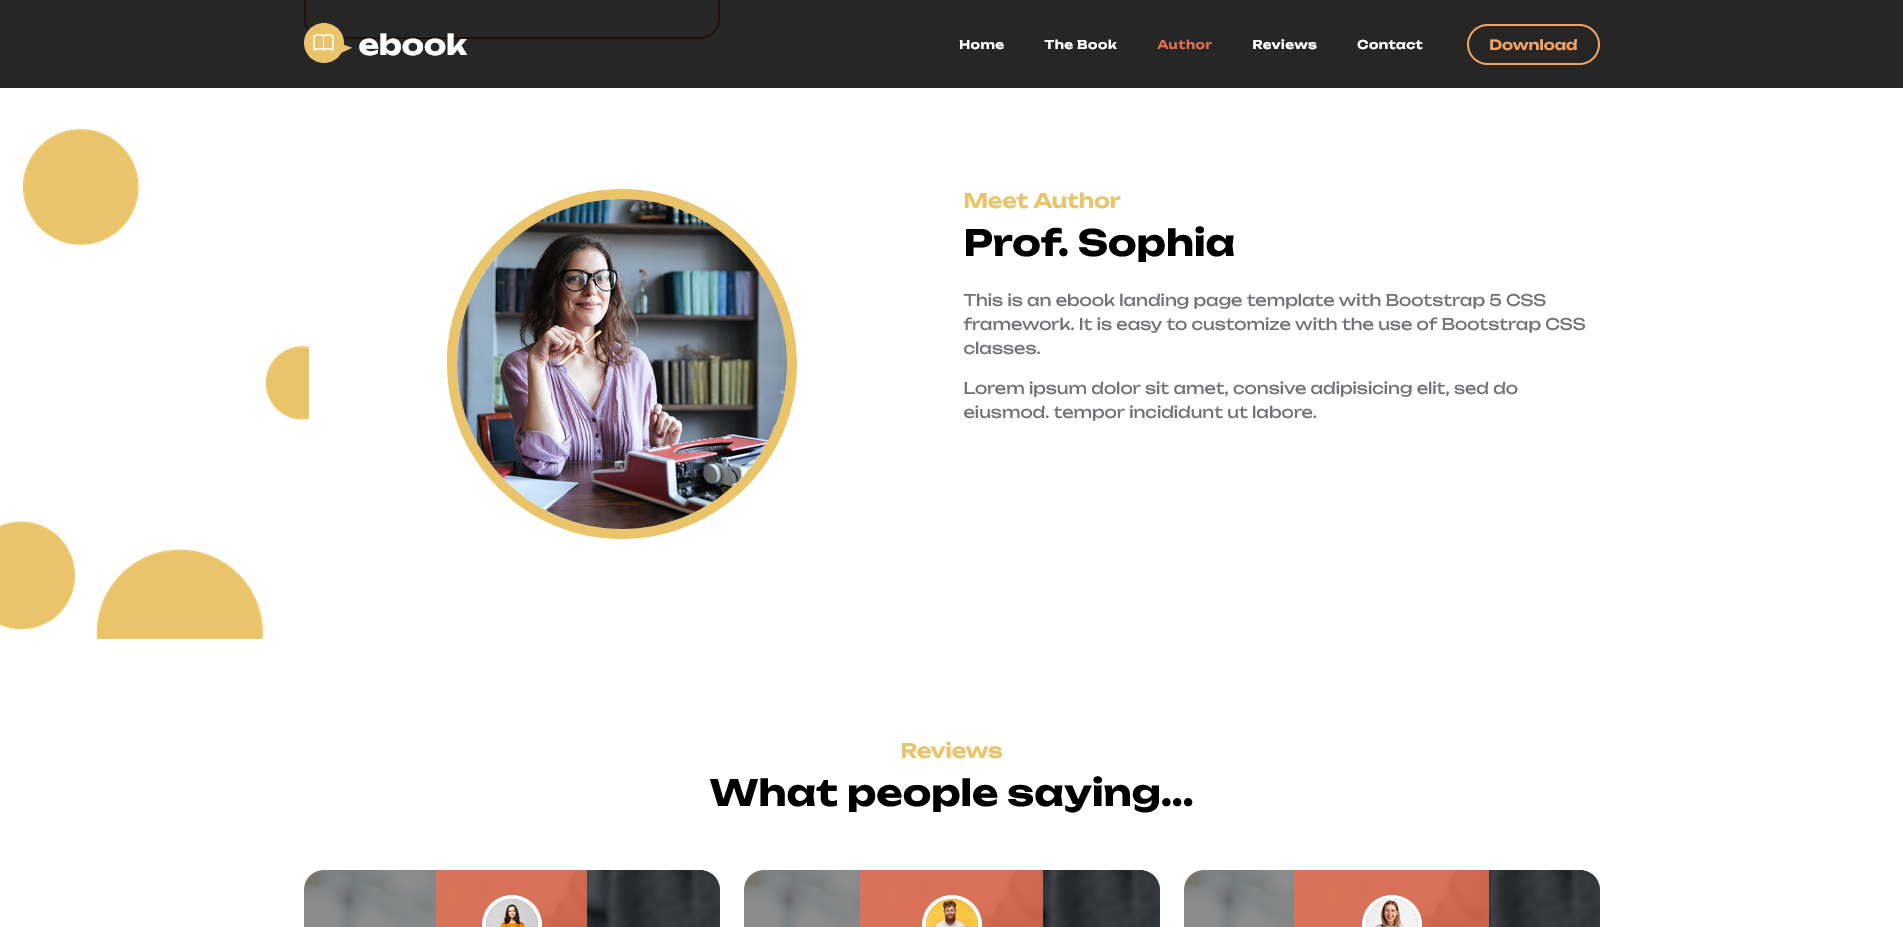 ebook
Home
The Book
Author
Reviews
Contact
Download
Meet Author
Prof. Sophia
This is an ebook landing page template with Bootstrap 5 CSS
framework. It is easy to customize with the use of Bootstrap CSS
classes.
Lorem ipsum dolor sit amet, consive adipisicing elit, sed do
eiusmod. tempor incididunt ut labore.
Reviews
What people saying...